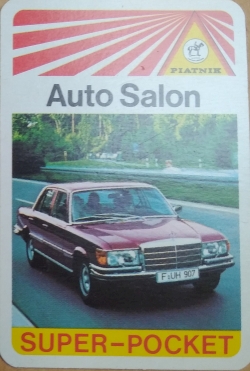 PIATNIK
Auto Salon
F·UH 907
SUPER-POCKET